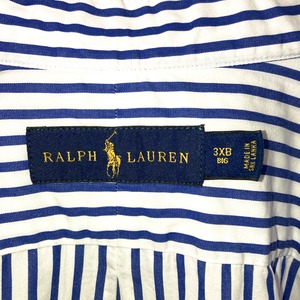 RALPH LAUREN
3XB
BIG
MADE IN
SRI LANKA